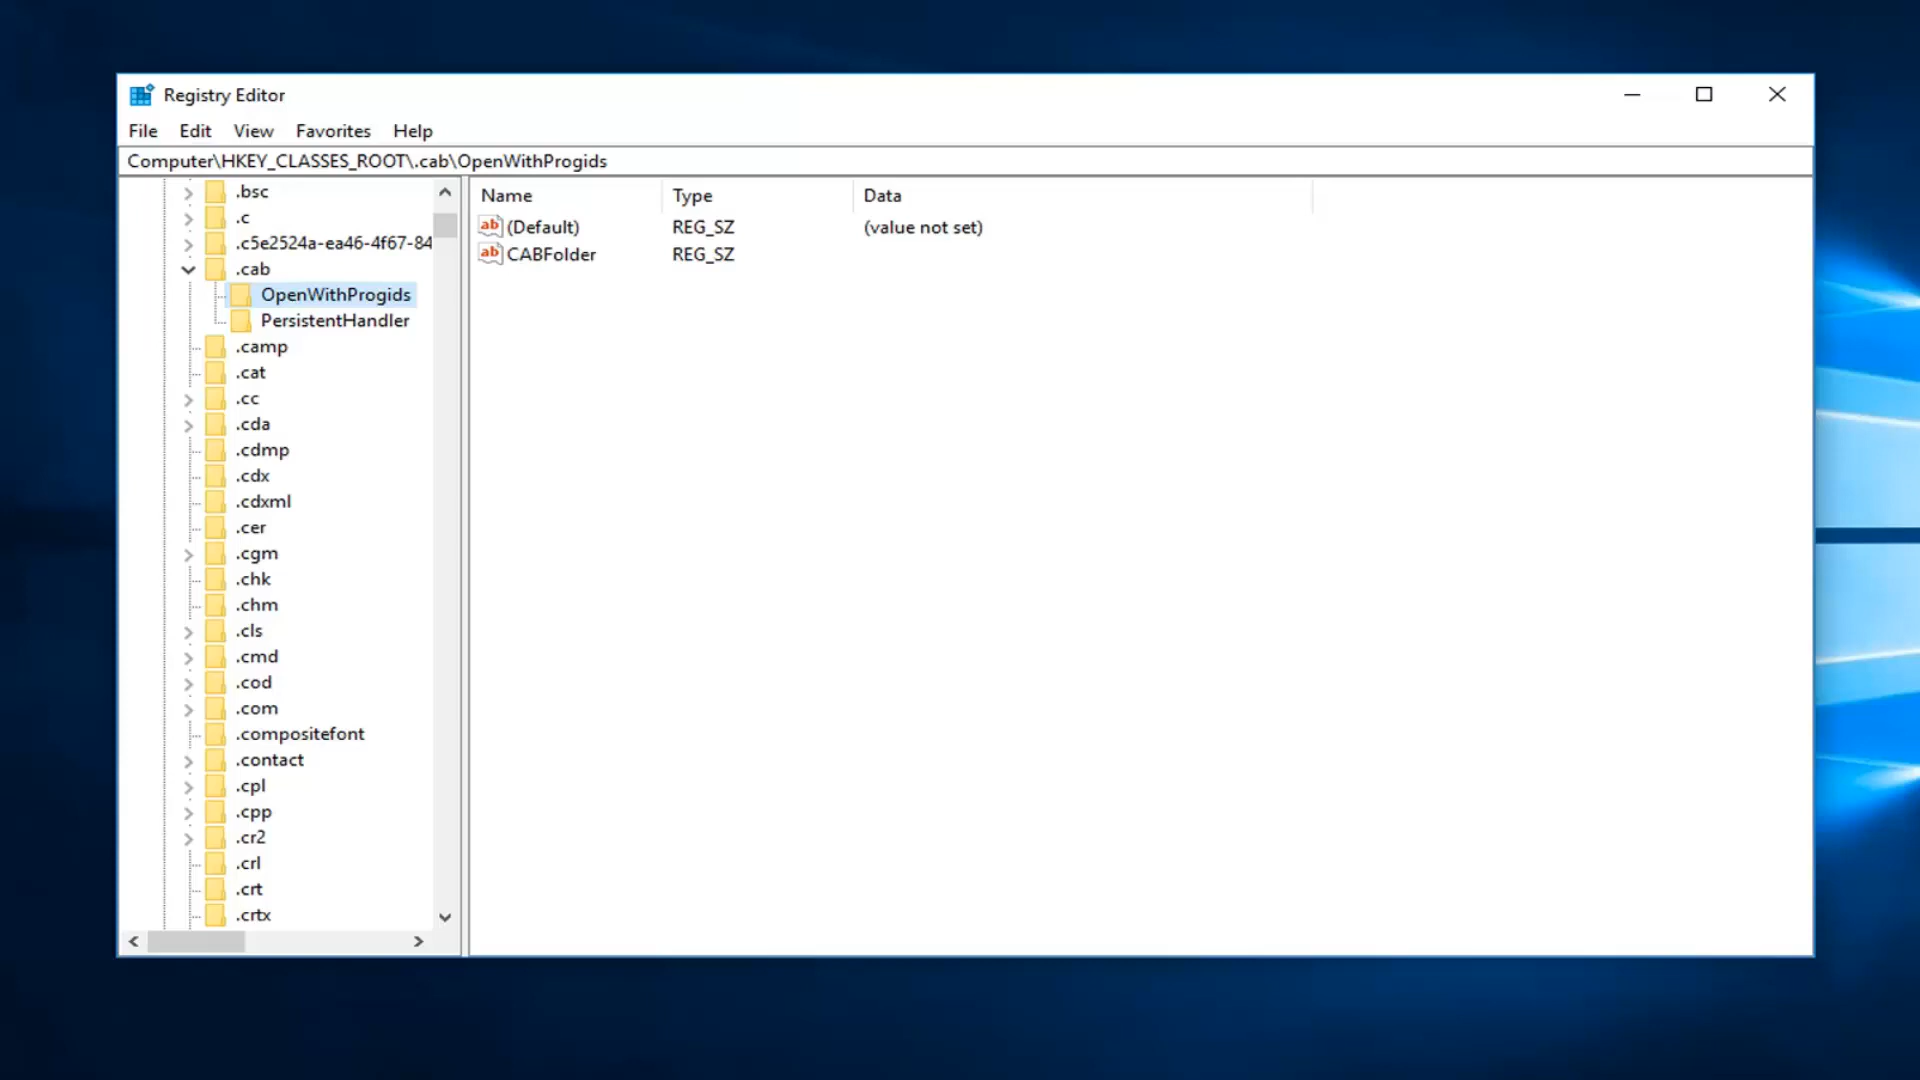 Registry Editor
File Edit View Favorites Help
Computer\HKEY_CLASSES_ROOT\.cab\OpenWithProgids
.bsc
.c
.c5e2524a-ea46-4f67-84
.cab
OpenWithProgids
PersistentHandler
.camp
.cat
.cc
.cda
.cdmp
.cdx
.cdxml
.cer
.cgm
.chk
.chm
.cls
.cmd
.cod
.com
.compositefont
.contact
.cpl
.cpp
.cr2
.crl
.crt
.crtx
Name Type Data
ab (Default) REG_SZ (value not set)
ab CABFolder REG_SZ